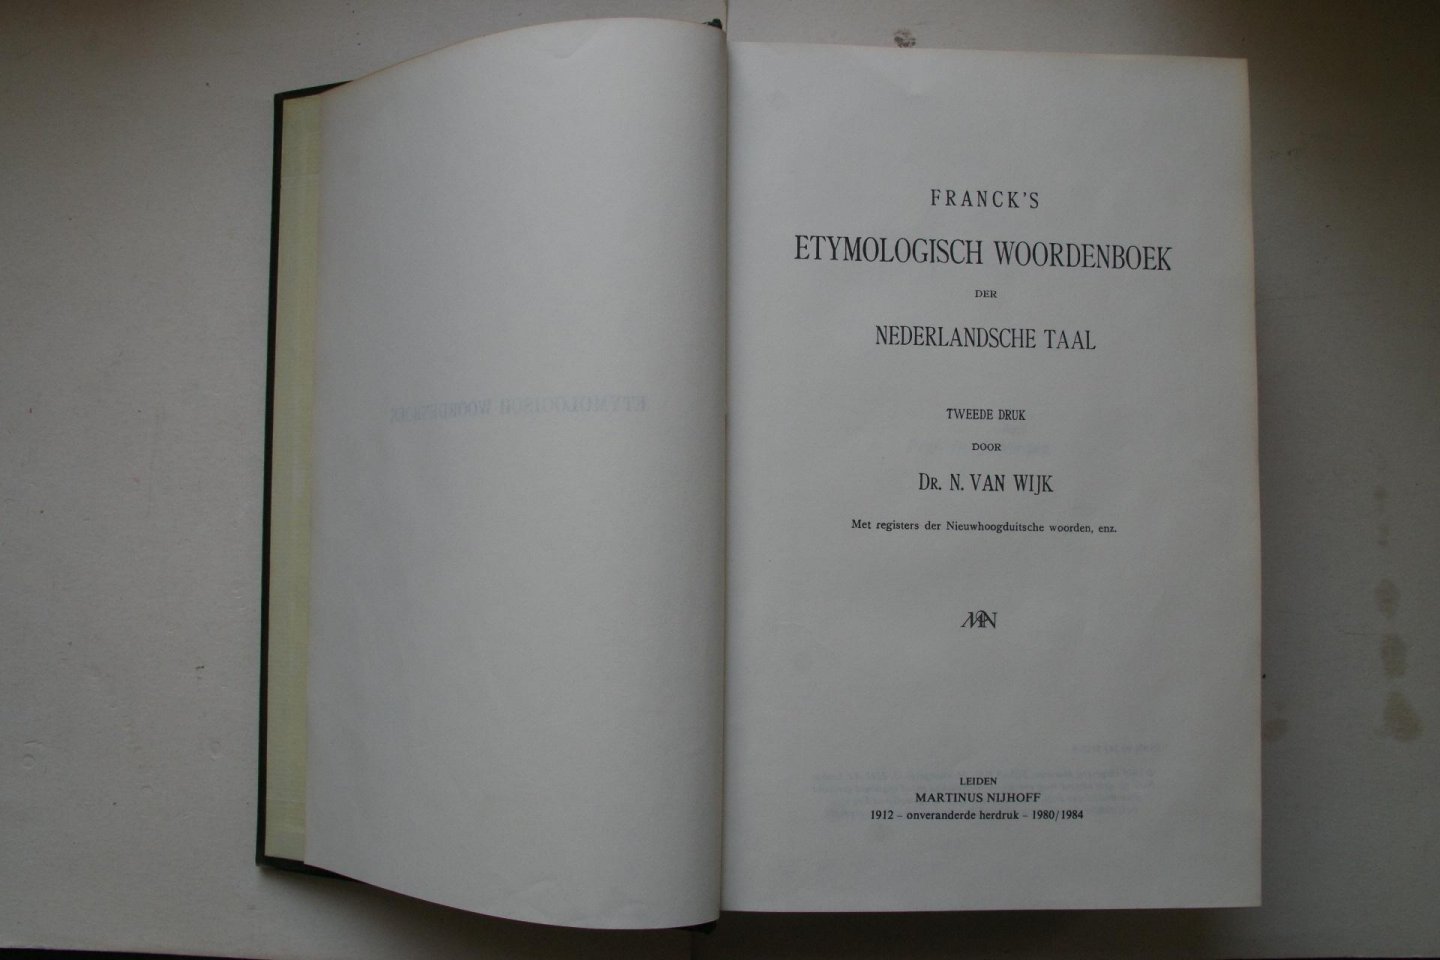 FRANCK'S
ETYMOLOGISCH WOORDENBOEK
DER
NEDERLANDSCHE TAAL
TWEEDE DRUK
DOOR
DR. N. VAN WIJK
Met registers der Nieuwhoogduitsche woorden, enz.
MN
LEIDEN
MARTINUS NIJHOFF
1912 – onveranderde herdruk – 1980/1984